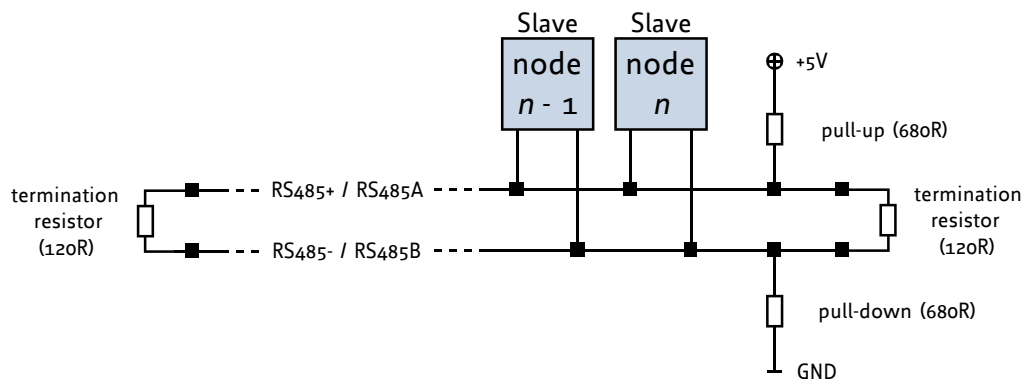 Slave
node
n - 1
Slave
node
n
+5V
pull-up (680R)
termination
resistor
(120R)
RS485+ / RS485A
RS485- / RS485B
termination
resistor
(120R)
pull-down (680R)
GND